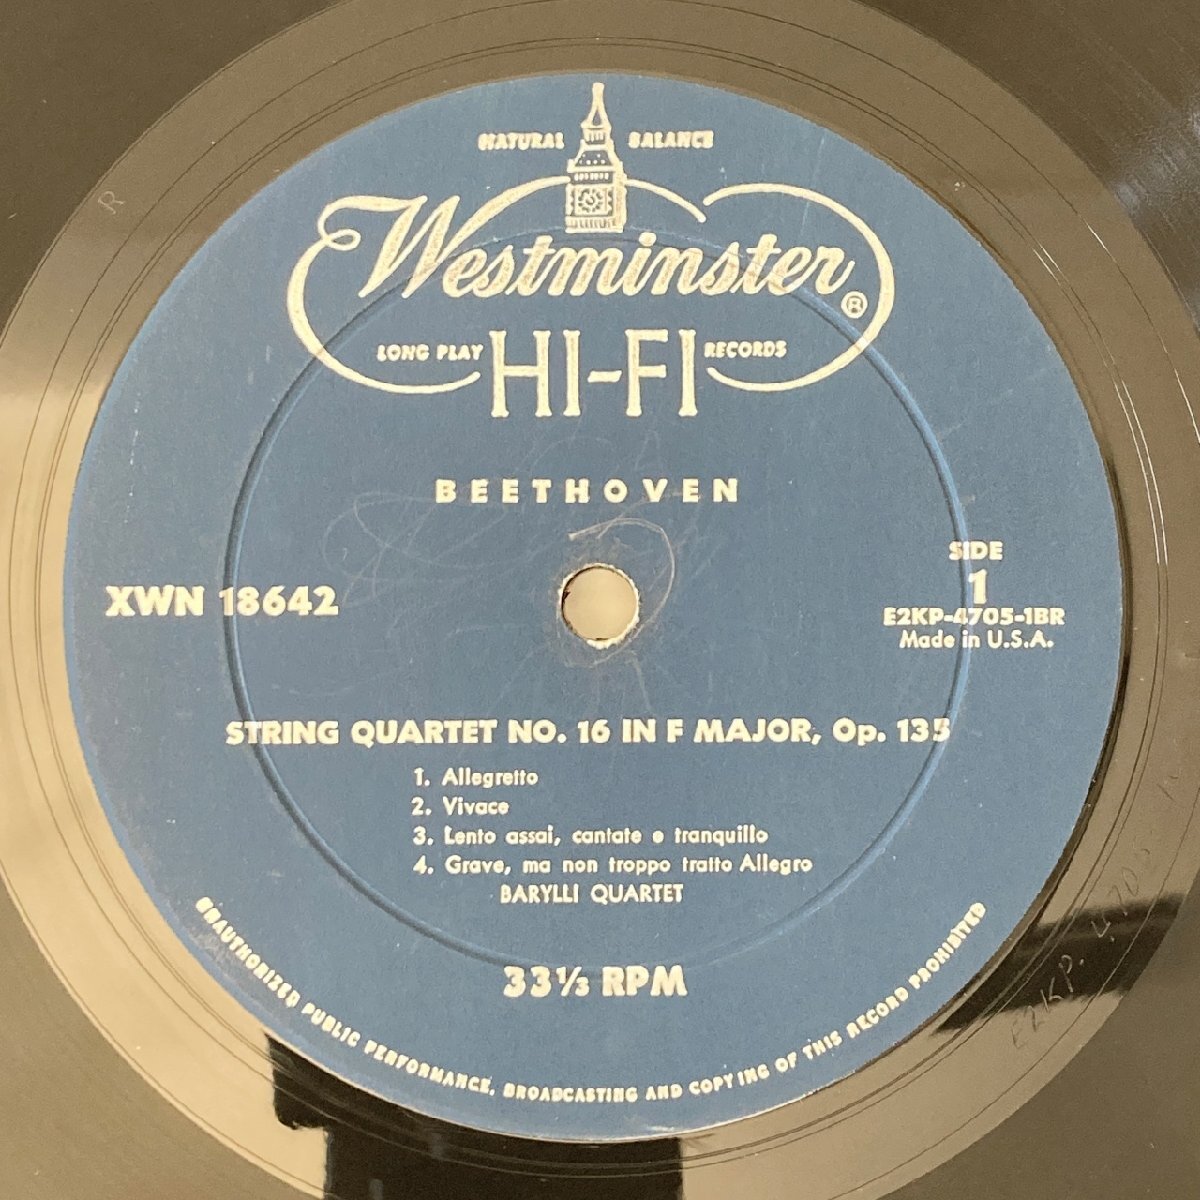 NATURAL BALANCE
Westminster ®
LONG PLAY HI-FI RECORDS
BEETHOVEN
SIDE
1
XWN 18642
E2KP-4705-1BR
Made in U.S.A.
STRING QUARTET NO. 16 IN F MAJOR, Op. 135
1. Allegretto
2. Vivace
3. Lento assai, cantate e tranquillo
4. Grave, ma non troppo tratto Allegro
BARYLLI QUARTET
33⅓ RPM
UNAUTHORIZED PUBLIC PERFORMANCE, BROADCASTING AND COPYING OF THIS RECORD PROHIBITED
R